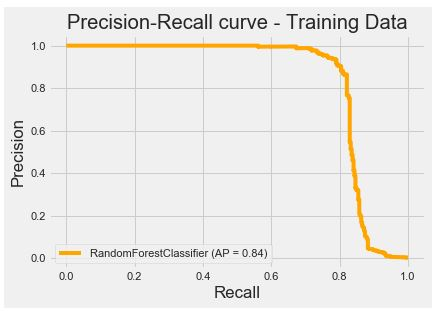 Precision-Recall curve - Training Data
1.0
0.8
0.6
0.4
0.2
0.0
Precision
RandomForestClassifier (AP = 0.84)
0.0 0.2 0.4 0.6 0.8 1.0
Recall